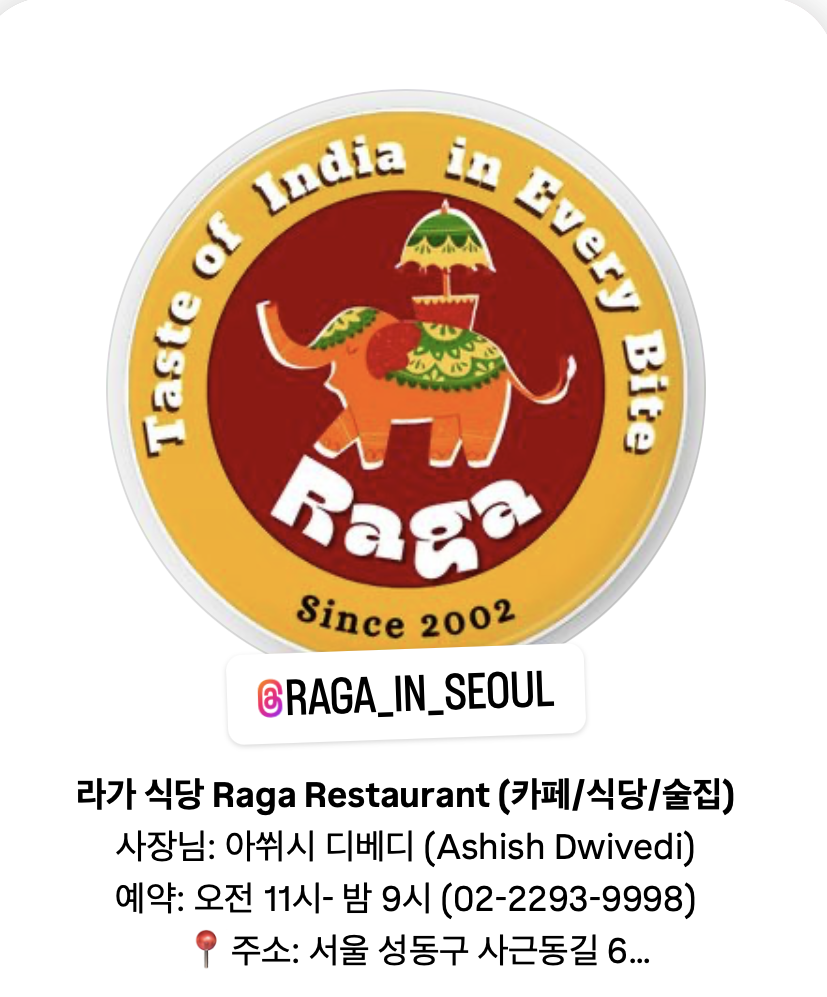 Taste of India in Every Bite
Raga
Since 2002
@RAGA_IN_SEOUL
라가 식당 Raga Restaurant (카페/식당/술집)
사장님: 아쒸시 디베디 (Ashish Dwivedi)
예약: 오전 11시- 밤 9시 (02-2293-9998)
📍 주소: 서울 성동구 사근동길 6...